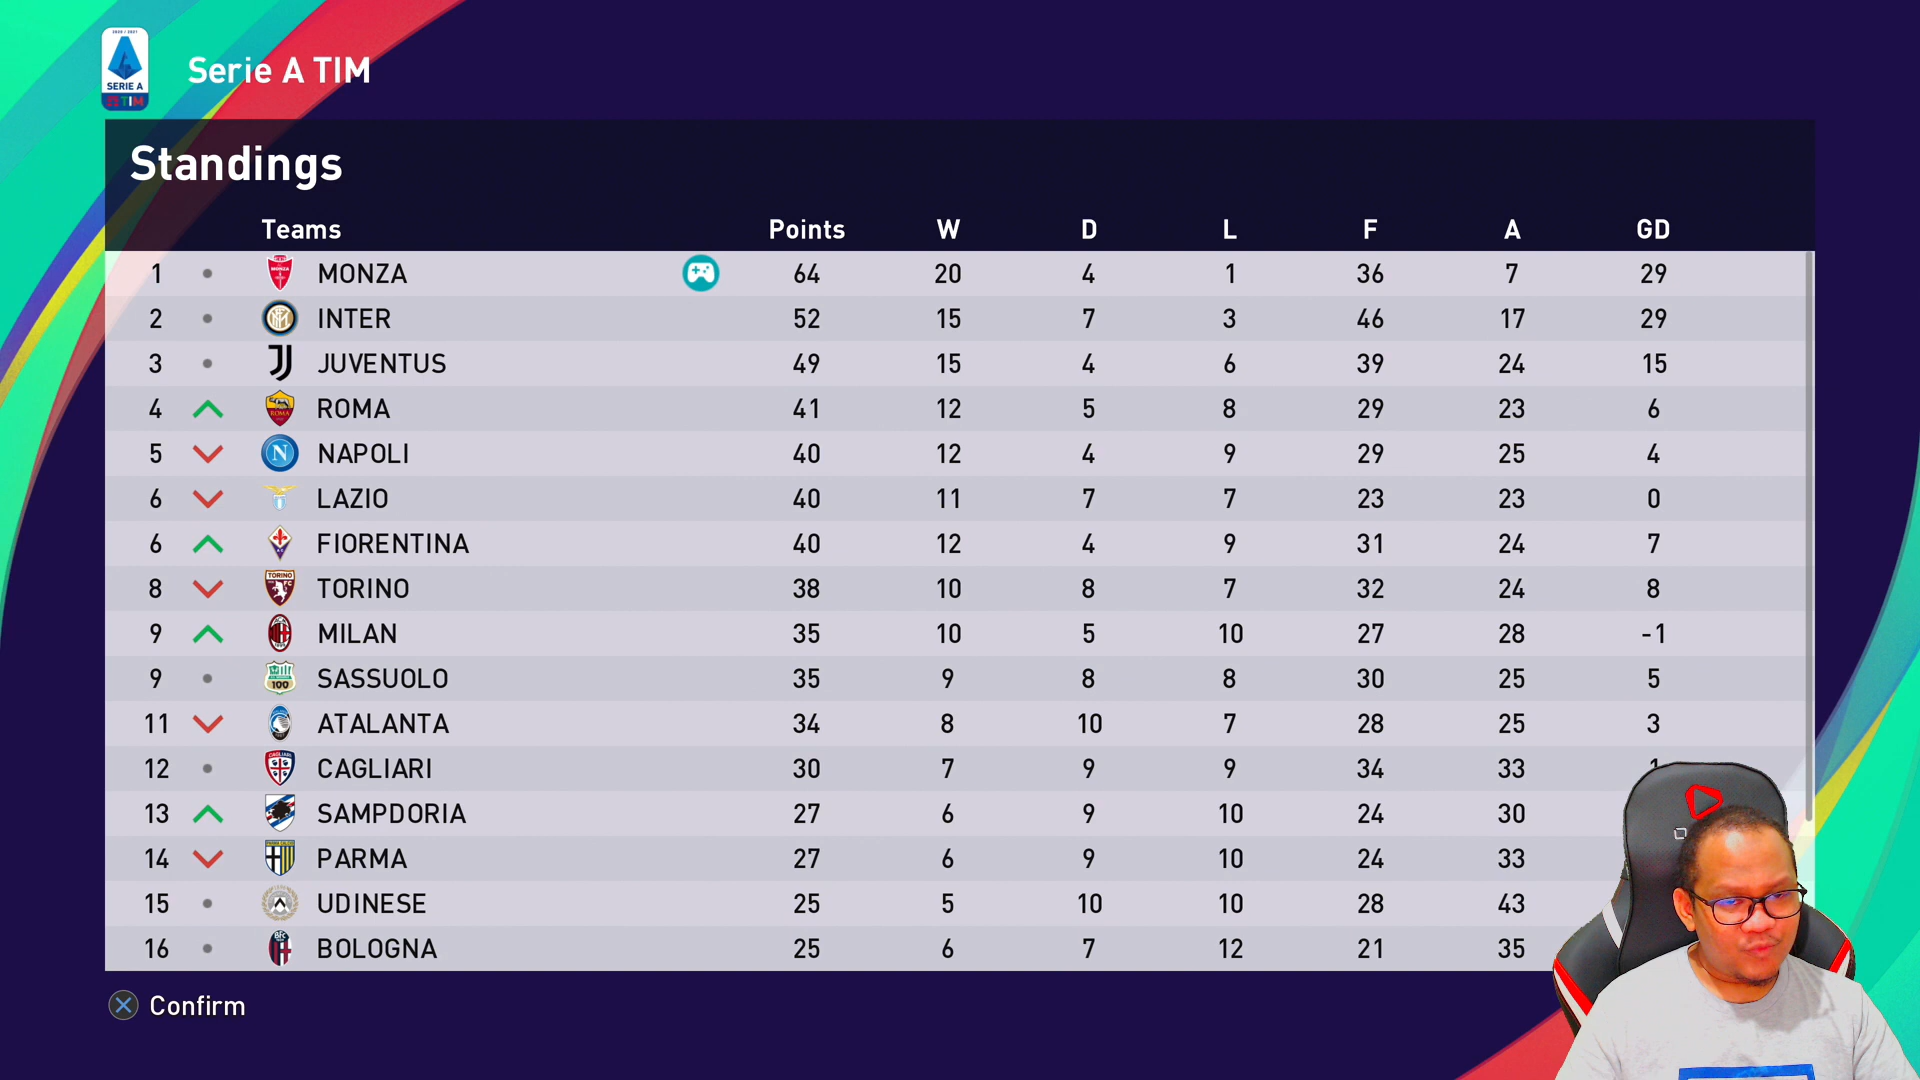 2020 / 2021
SERIE A
TIM
Serie A TIM
Standings
Teams Points W D L F A GD
1 MONZA 64 20 4 1 36 7 29
2 INTER 52 15 7 3 46 17 29
3 JUVENTUS 49 15 4 6 39 24 15
4 ROMA 41 12 5 8 29 23 6
5 NAPOLI 40 12 4 9 29 25 4
6 LAZIO 40 11 7 7 23 23 0
6 FIORENTINA 40 12 4 9 31 24 7
8 TORINO 38 10 8 7 32 24 8
9 MILAN 35 10 5 10 27 28 -1
9 SASSUOLO 35 9 8 8 30 25 5
11 ATALANTA 34 8 10 7 28 25 3
12 CAGLIARI 30 7 9 9 34 33 1
13 SAMPDORIA 27 6 9 10 24 30
14 PARMA 27 6 9 10 24 33
15 UDINESE 25 5 10 10 28 43
16 BOLOGNA 25 6 7 12 21 35
Confirm